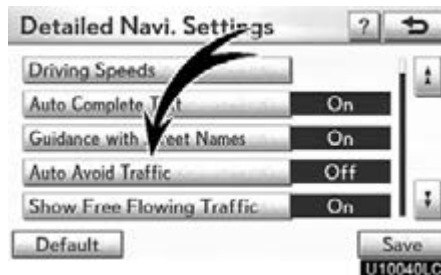 Detailed Navi. Settings ?
Driving Speeds
Auto Complete On
Guidance with Names On
Auto Avoid Traffic Off
Show Free Flowing Traffic On
Default Save
U10040LC